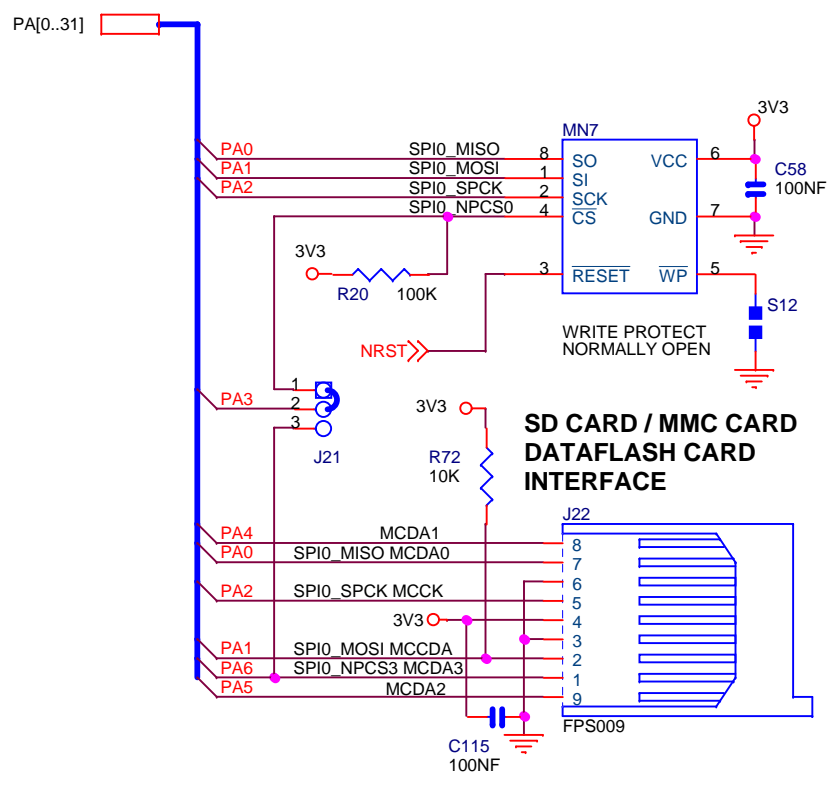 PA[0..31]
3V3
MN7
PA0 SPI0_MISO 8 SO VCC 6
PA1 SPI0_MOSI 1 SI
C58
PA2 SPI0_SPCK 2 SCK
100NF
SPI0_NPCS0 4 CS GND 7
3V3
3 RESET WP 5
R20 100K
S12
WRITE PROTECT
NORMALLY OPEN
NRST
1
PA3 2
3
J21
3V3
SD CARD / MMC CARD
DATAFLASH CARD
INTERFACE
R72
10K
J22
PA4 MCDA1 8
PA0 SPI0_MISO MCDA0 7
6
PA2 SPI0_SPCK MCCK 5
3V3 4
3
PA1 SPI0_MOSI MCCDA 2
PA6 SPI0_NPCS3 MCDA3 1
PA5 MCDA2 9
FPS009
C115
100NF